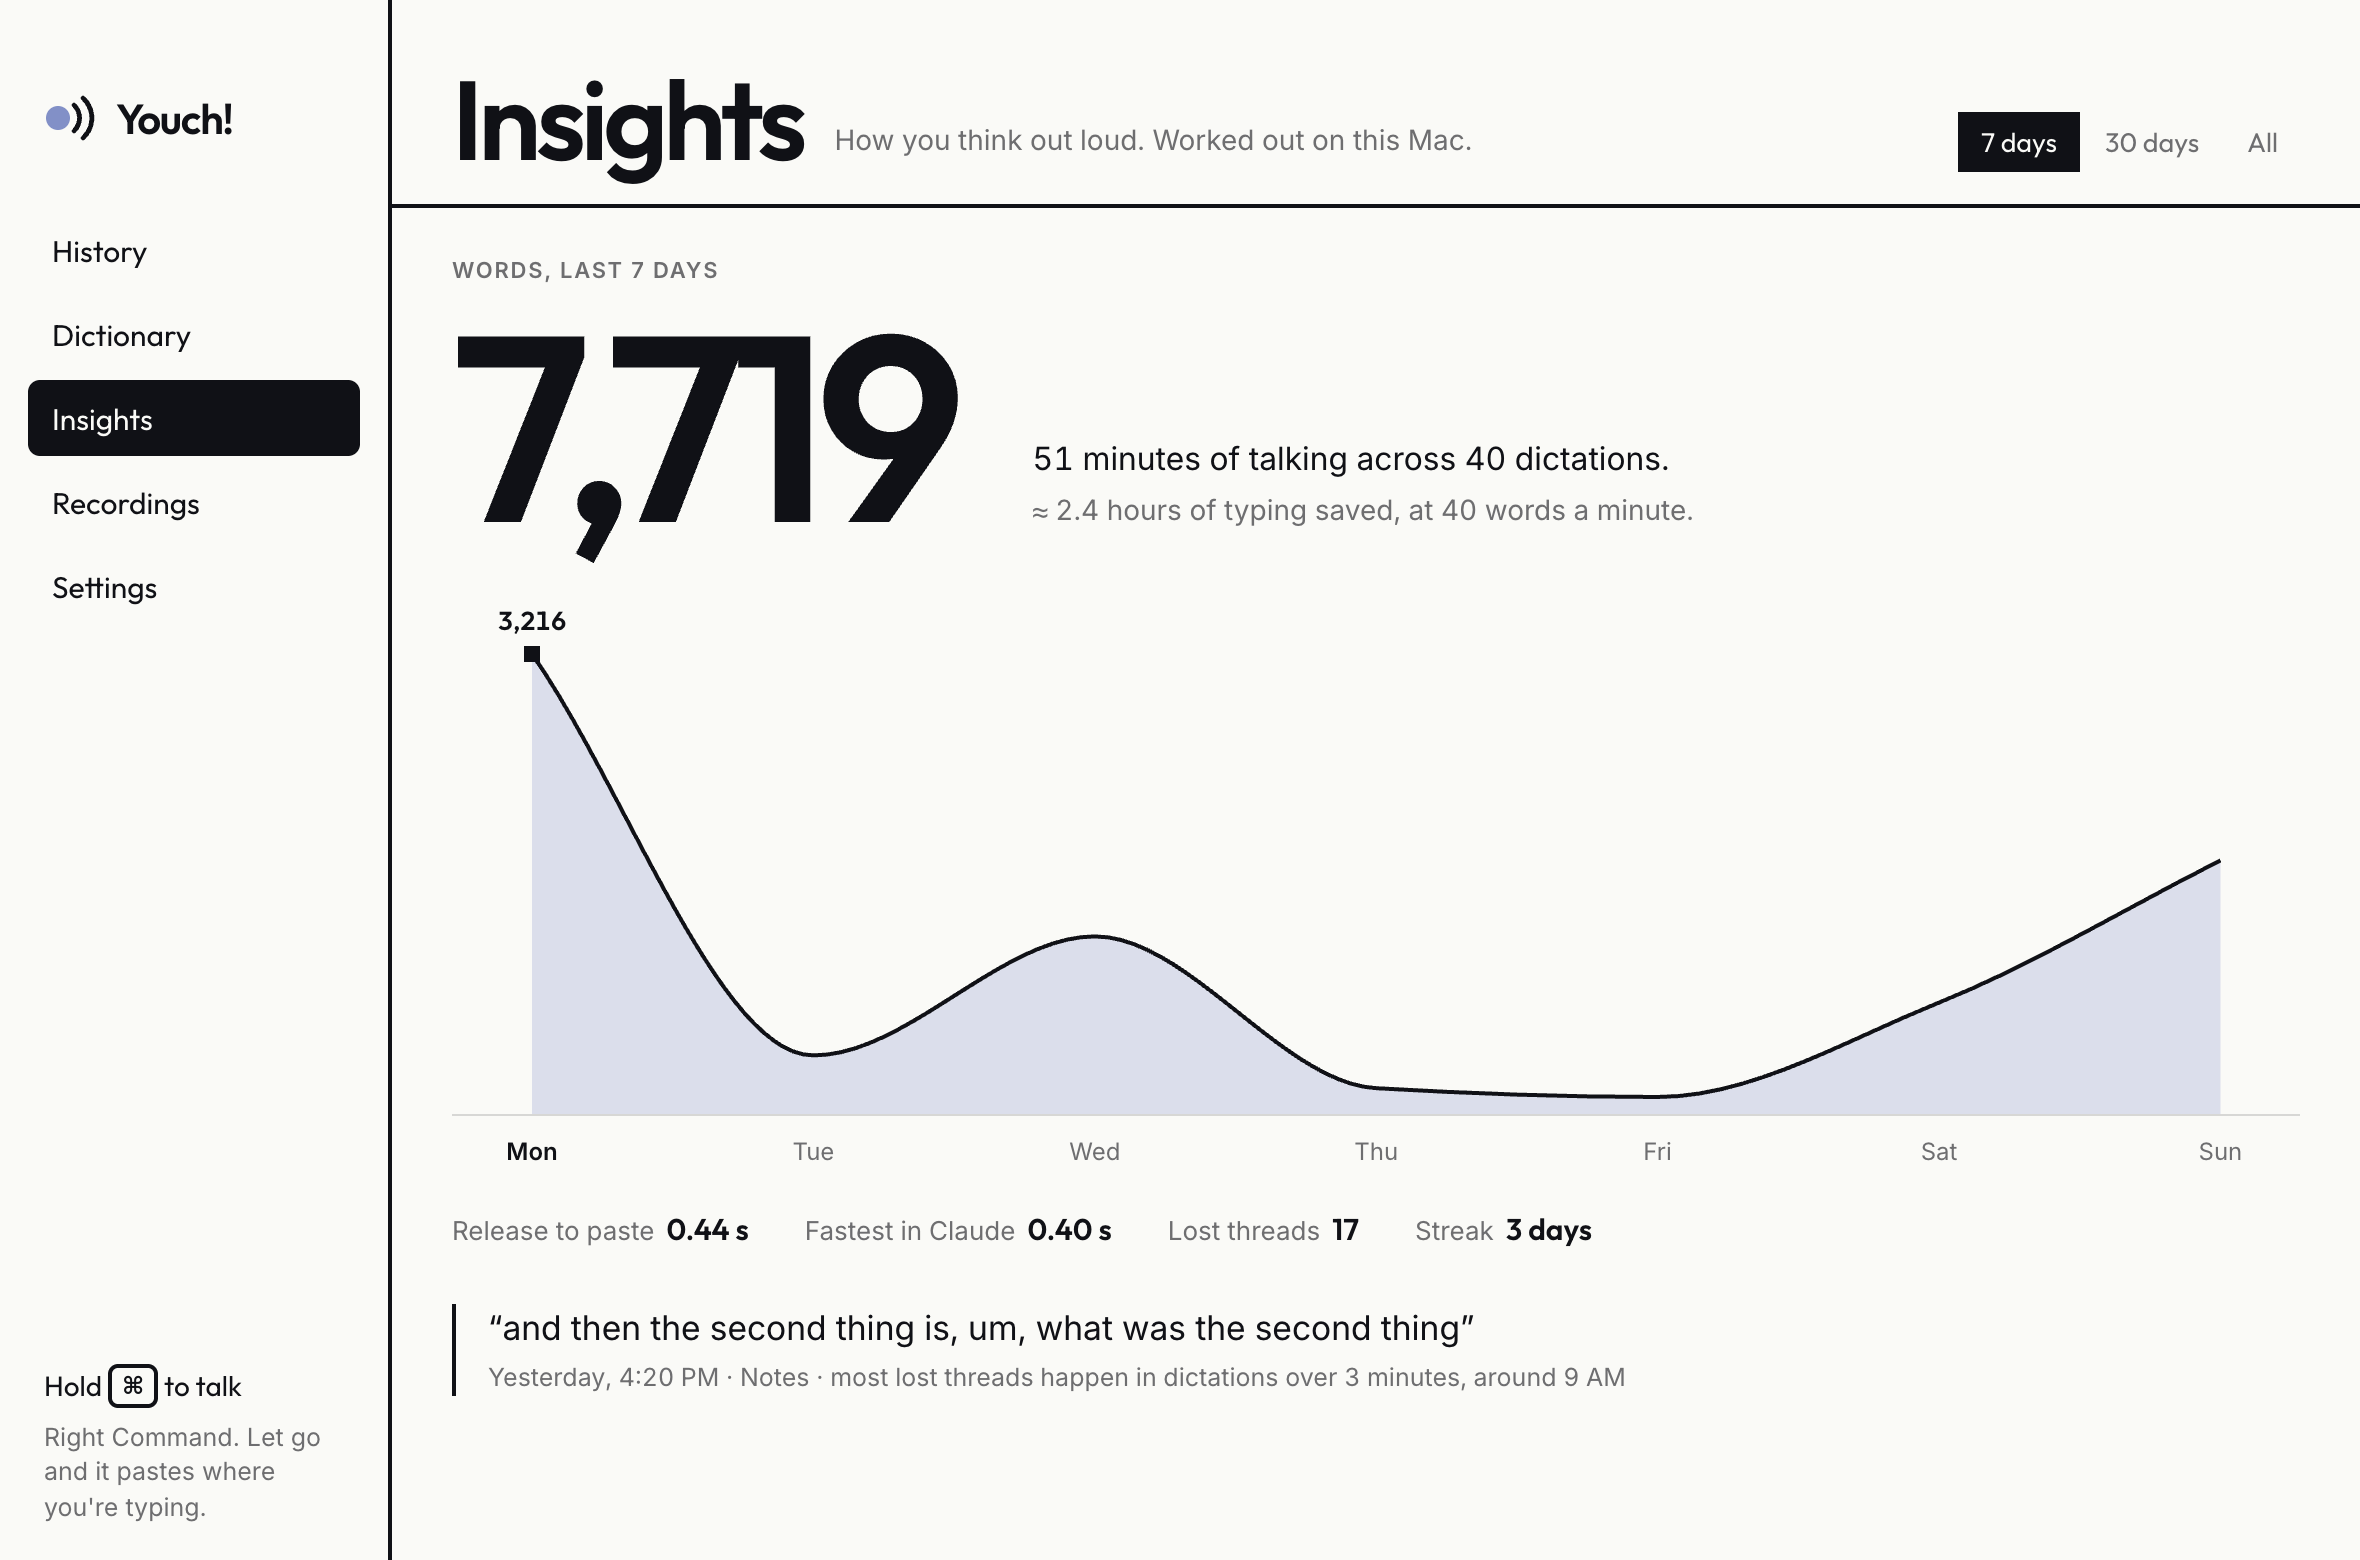 Youch!
History
Dictionary
Insights
Recordings
Settings
Hold ⌘ to talk
Right Command. Let go
and it pastes where
you're typing.
Insights
How you think out loud. Worked out on this Mac.
7 days 30 days All
WORDS, LAST 7 DAYS
7,719
51 minutes of talking across 40 dictations.
≈ 2.4 hours of typing saved, at 40 words a minute.
3,216
Mon Tue Wed Thu Fri Sat Sun
Release to paste 0.44 s Fastest in Claude 0.40 s Lost threads 17 Streak 3 days
“and then the second thing is, um, what was the second thing”
Yesterday, 4:20 PM · Notes · most lost threads happen in dictations over 3 minutes, around 9 AM